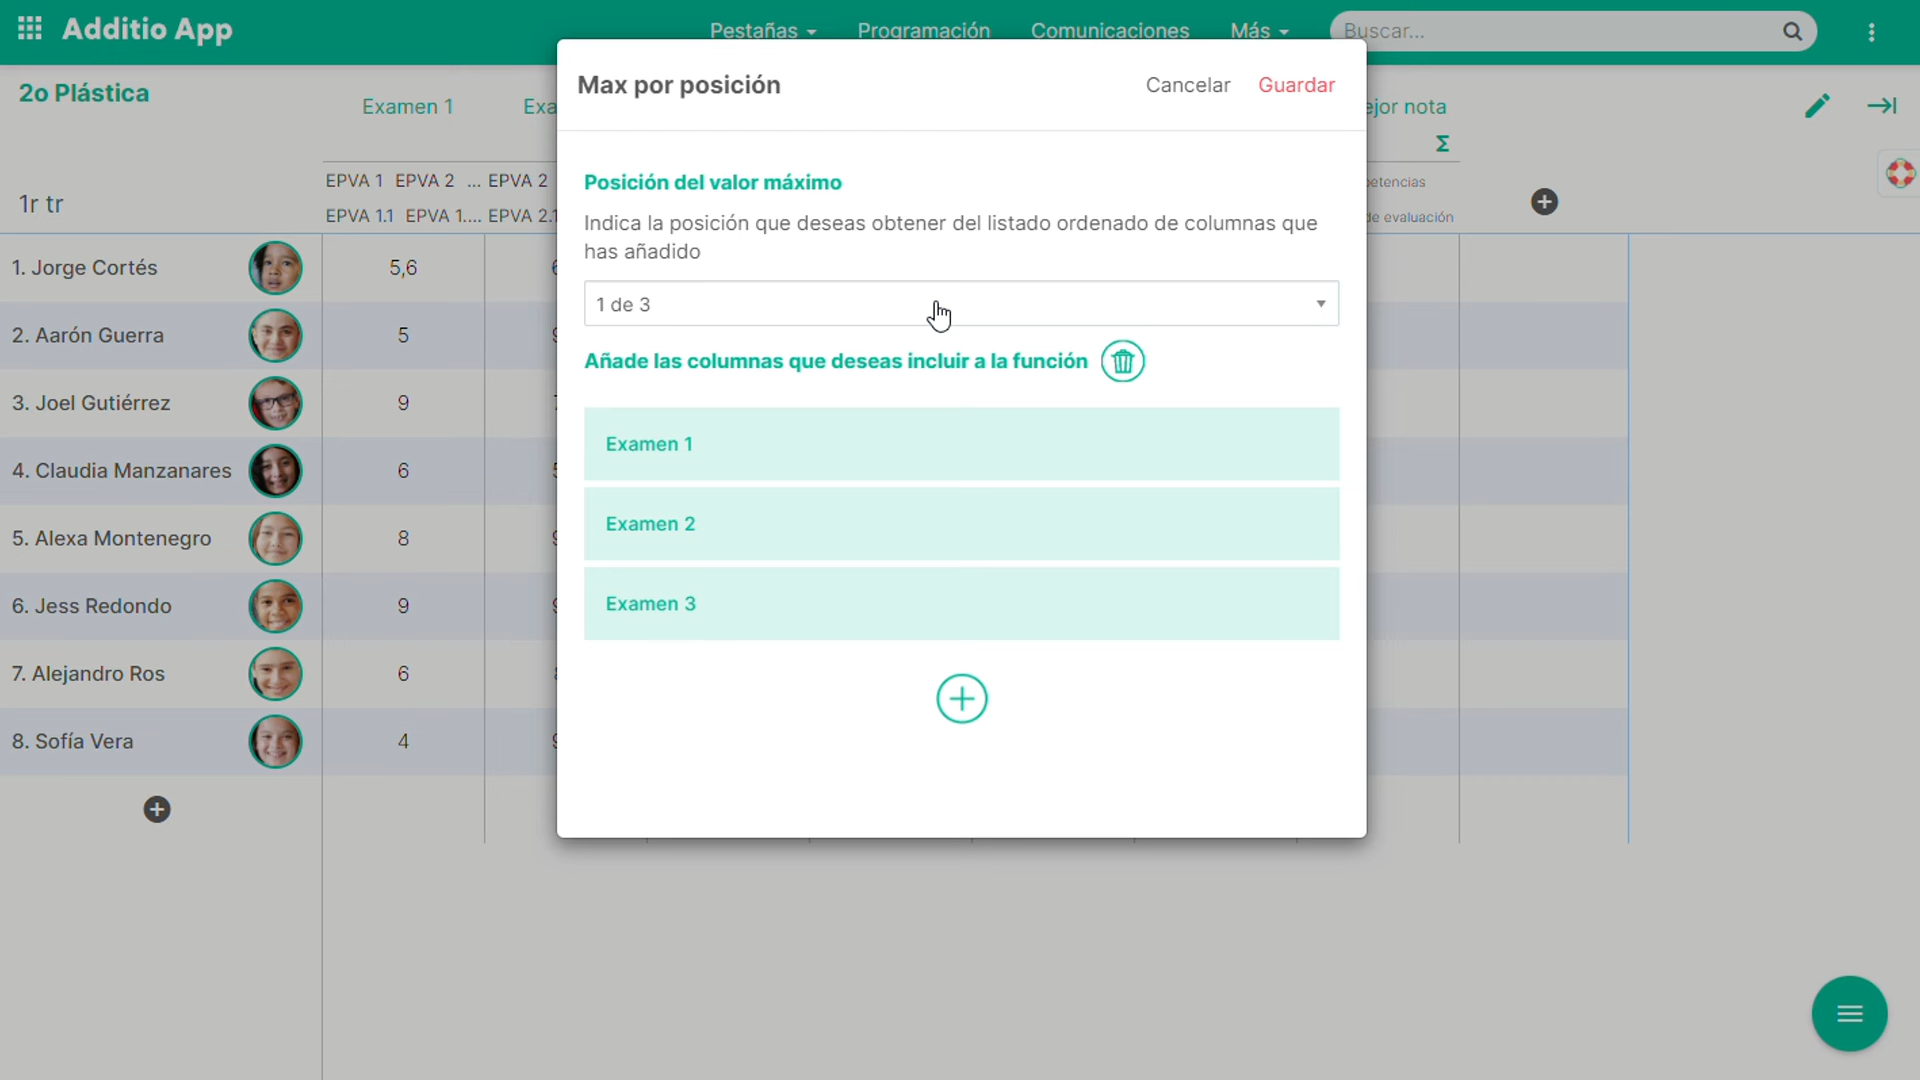 Additio App
Pestañas
Programación
Comunicaciones
Más
Buscar...
2o Plástica
Examen 1
Max por posición
Cancelar
Guardar
nota
Σ
EPVA 1 EPVA 2 ... EPVA 2
1r tr
EPVA 1.1 EPVA 1.... EPVA 2.1
de evaluación
Posición del valor máximo
Indica la posición que deseas obtener del listado ordenado de columnas que
has añadido
1 de 3
Añade las columnas que deseas incluir a la función
Examen 1
Examen 2
Examen 3
1. Jorge Cortés
5,6
2. Aarón Guerra
5
3. Joel Gutiérrez
9
4. Claudia Manzanares
6
5. Alexa Montenegro
8
6. Jess Redondo
9
7. Alejandro Ros
6
8. Sofía Vera
4